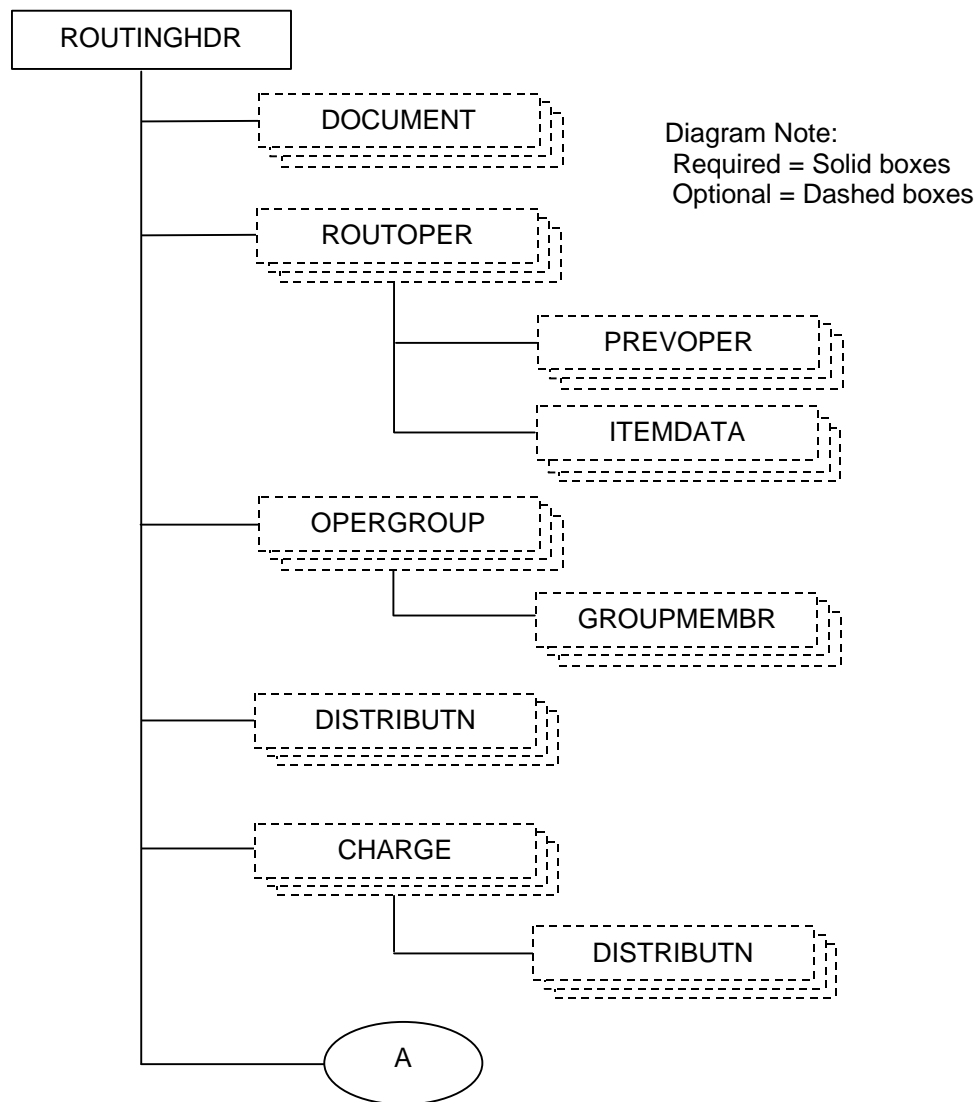 ROUTINGHDR
DOCUMENT
Diagram Note:
Required = Solid boxes
Optional = Dashed boxes
ROUTOPER
PREVOPER
ITEMDATA
OPERGROUP
GROUPMEMBR
DISTRIBUTN
CHARGE
DISTRIBUTN
A